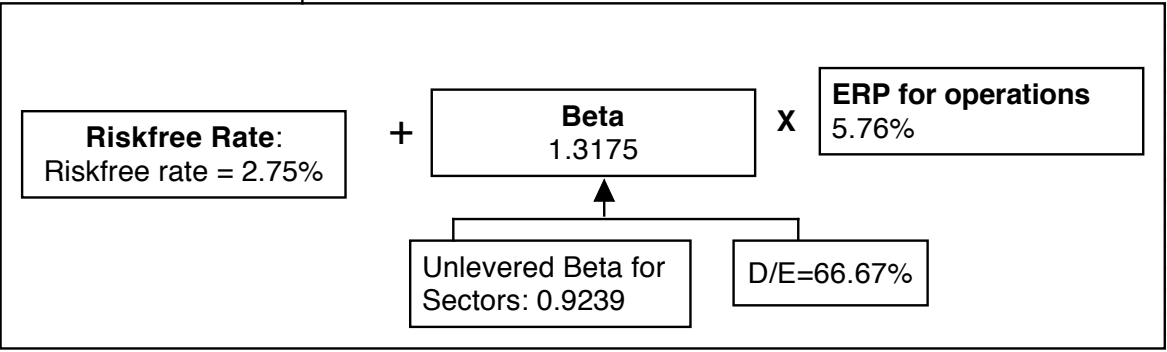 Riskfree Rate:
Riskfree rate = 2.75%
+
Beta
1.3175
X
ERP for operations
5.76%
Unlevered Beta for
Sectors: 0.9239
D/E=66.67%